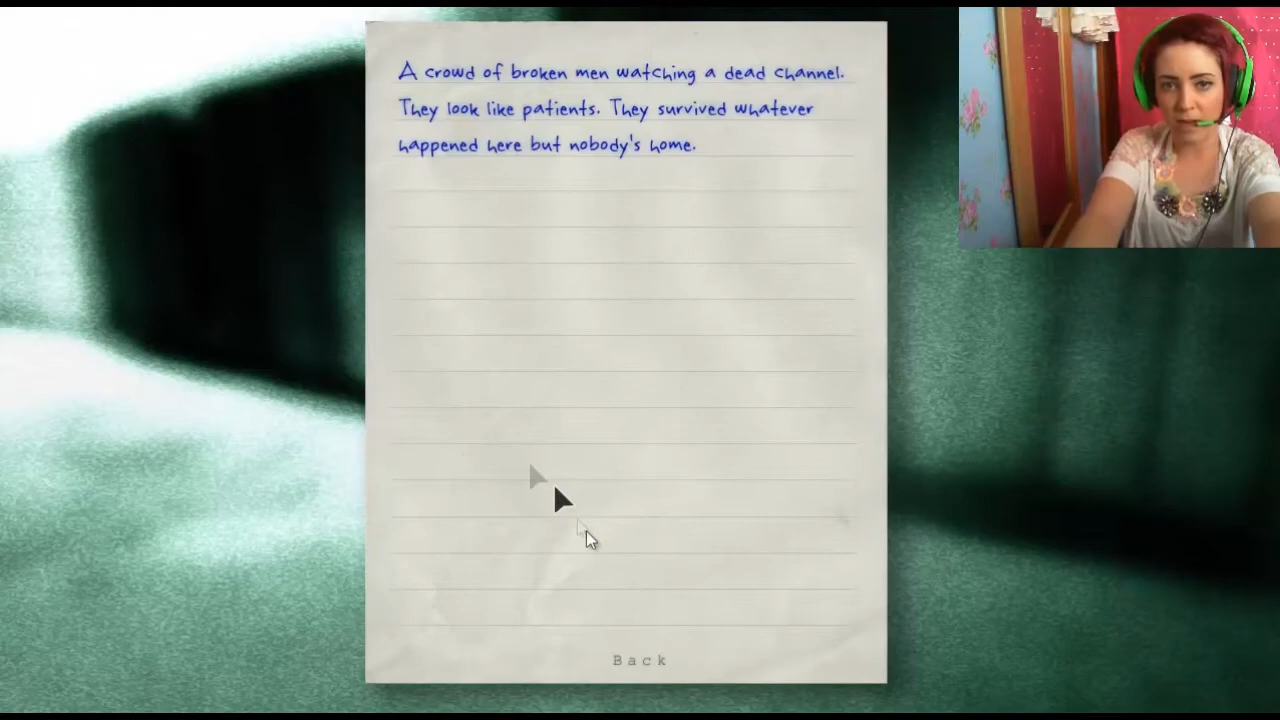 A crowd of broken men watching a dead channel.
They look like patients. They survived whatever
happened here but nobody's home.
Back